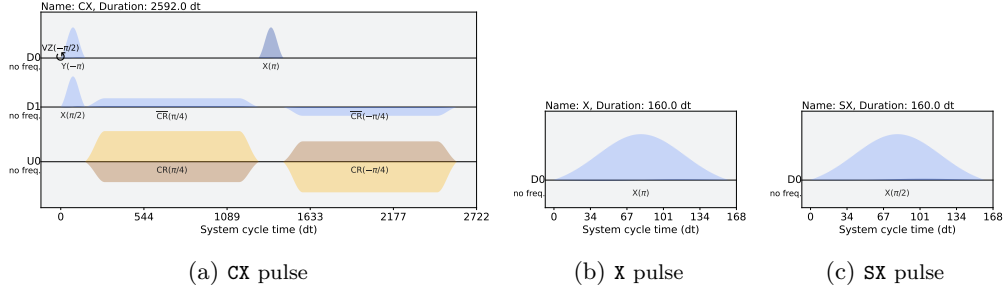 Name: CX, Duration: 2592.0 dt
VZ(−π/2)
D0
no freq.
Y(−π)
X(π)
D1
no freq.
X(π/2)
CR(π/4)
CR(−π/4)
U0
no freq.
CR(π/4)
CR(−π/4)
0 544 1089 1633 2177 2722
System cycle time (dt)
(a) CX pulse
Name: X, Duration: 160.0 dt
D0
no freq.
X(π)
0 34 67 101 134 168
System cycle time (dt)
(b) X pulse
Name: SX, Duration: 160.0 dt
D0
no freq.
X(π/2)
0 34 67 101 134 168
System cycle time (dt)
(c) SX pulse